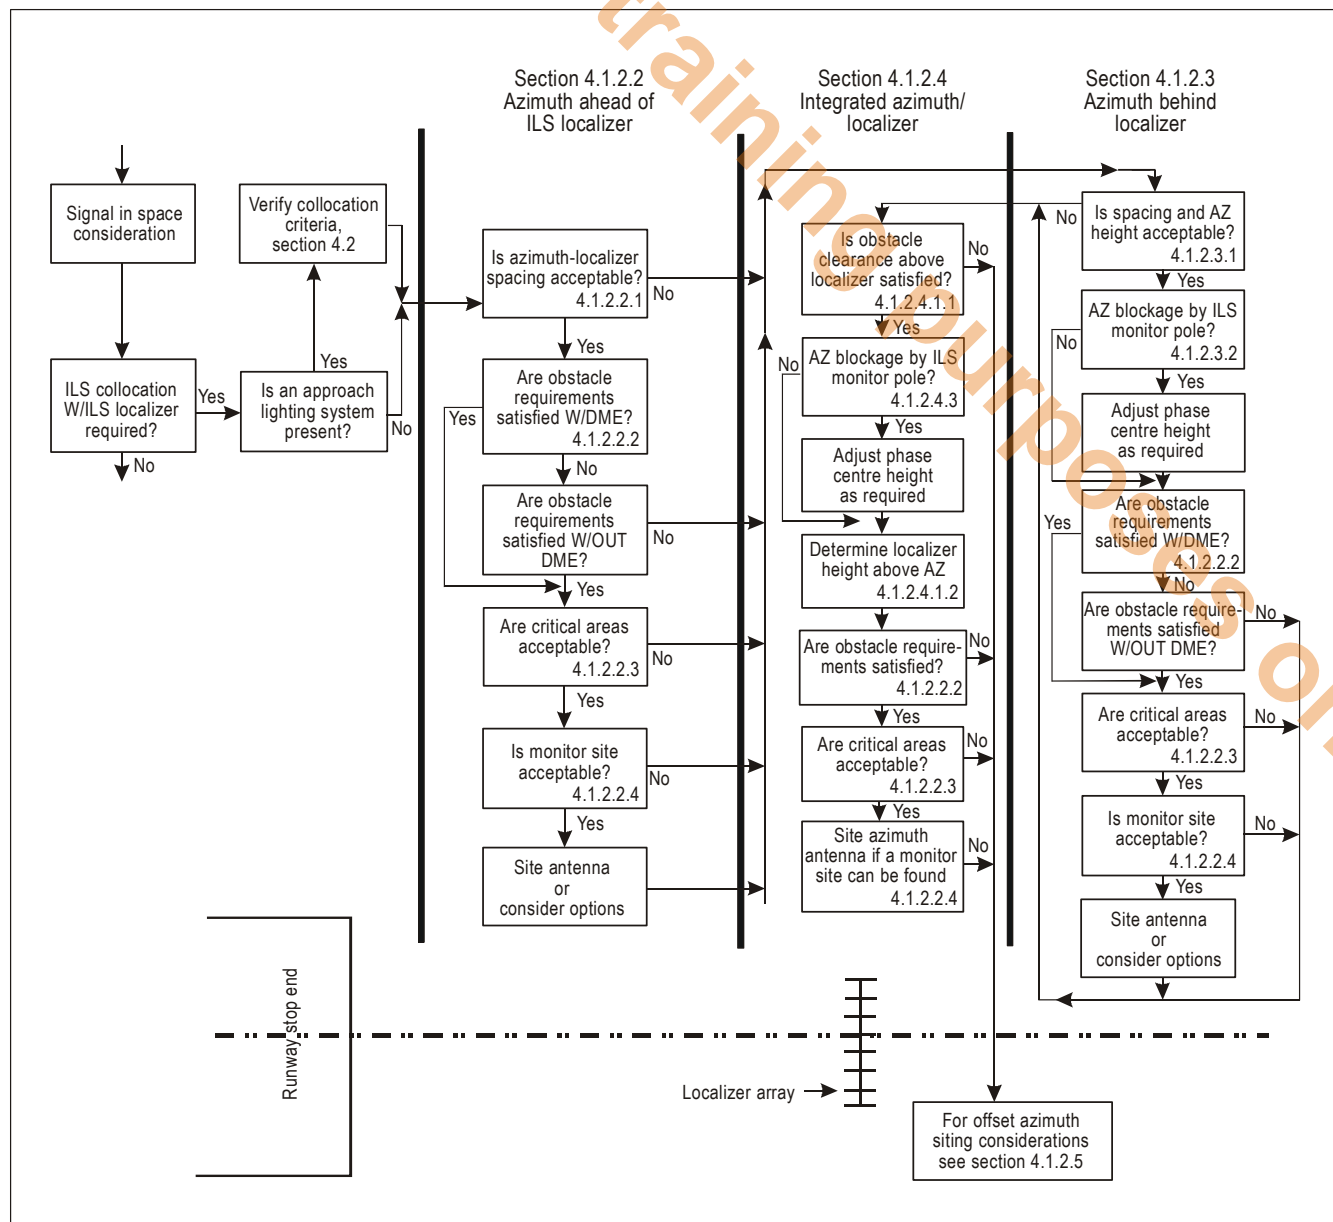 Section 4.1.2.2
Azimuth ahead of
ILS localizer
Section 4.1.2.4
Integrated azimuth/
localizer
Section 4.1.2.3
Azimuth behind
localizer
Signal in space
consideration
ILS collocation
W/ILS localizer
required?
Yes
No
Verify collocation
criteria,
section 4.2
Yes
Is an approach
lighting system
present?
No
Is azimuth-localizer
spacing acceptable?
4.1.2.2.1
No
Yes
Are obstacle
requirements
satisfied W/DME?
4.1.2.2.2
Yes
No
Are obstacle
requirements
satisfied W/OUT
DME?
No
Yes
Are critical areas
acceptable?
4.1.2.2.3
No
Yes
Is monitor site
acceptable?
4.1.2.2.4
No
Yes
Site antenna
or
consider options
Is obstacle
clearance above
localizer satisfied?
4.1.2.4.1.1
No
Yes
AZ blockage by ILS
monitor pole?
4.1.2.4.3
No
Yes
Adjust phase
centre height
as required
Determine localizer
height above AZ
4.1.2.4.1.2
Are obstacle require-
ments satisfied?
4.1.2.2.2
No
Yes
Are critical areas
acceptable?
4.1.2.2.3
No
Yes
Site azimuth
antenna if a monitor
site can be found
4.1.2.2.4
No
Is spacing and AZ
height acceptable?
4.1.2.3.1
No
Yes
AZ blockage by ILS
monitor pole?
4.1.2.3.2
No
Yes
Adjust phase
centre height
as required
Are obstacle
requirements
satisfied W/DME?
4.1.2.2.2
Yes
No
Are obstacle require-
ments satisfied
W/OUT DME?
No
Yes
Are critical areas
acceptable?
4.1.2.2.3
No
Yes
Is monitor site
acceptable?
4.1.2.2.4
No
Yes
Site antenna
or
consider options
Runway stop end
Localizer array
For offset azimuth
siting considerations
see section 4.1.2.5
training purposes